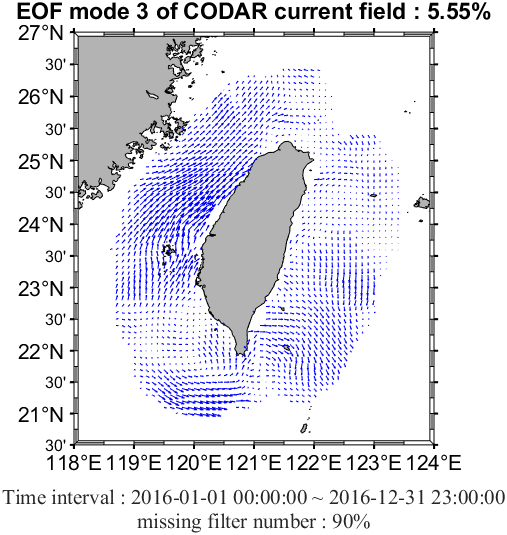 EOF mode 3 of CODAR current field : 5.55%
27°N
30'
26°N
30'
25°N
30'
24°N
30'
23°N
30'
22°N
30'
21°N
30'
118°E 119°E 120°E 121°E 122°E 123°E 124°E
Time interval : 2016-01-01 00:00:00 ~ 2016-12-31 23:00:00
missing filter number : 90%